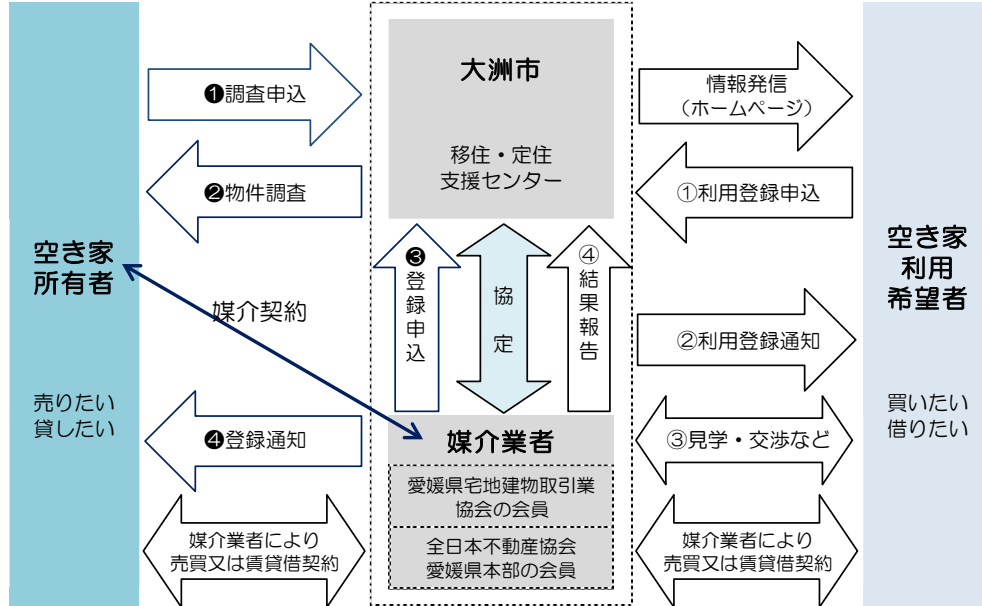 空き家
所有者
売りたい
貸したい
❶調査申込
❷物件調査
媒介契約
❹登録通知
媒介業者により
売買又は賃貸借契約
大洲市
移住・定住
支援センター
❸登録申込
協定
④結果報告
媒介業者
愛媛県宅地建物取引業
協会の会員
全日本不動産協会
愛媛県本部の会員
情報発信
（ホームページ）
①利用登録申込
②利用登録通知
③見学・交渉など
媒介業者により
売買又は賃貸借契約
空き家
利用
希望者
買いたい
借りたい